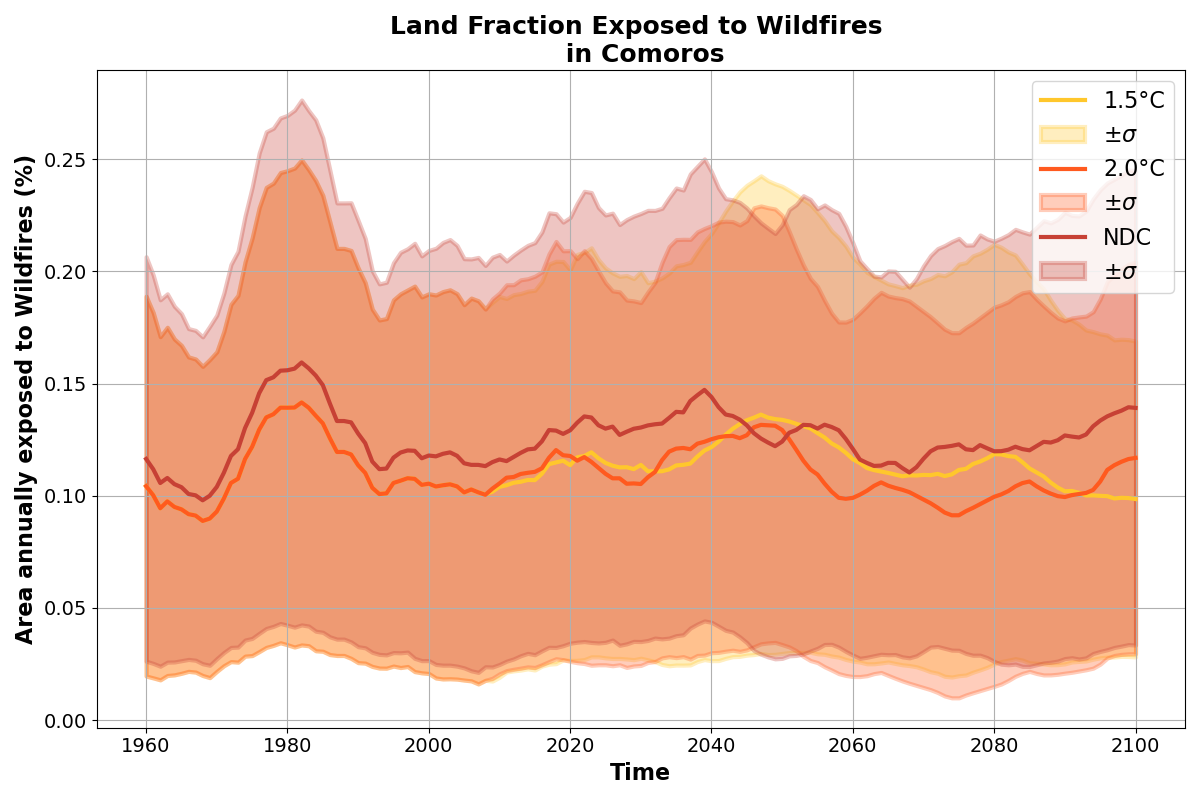 Land Fraction Exposed to Wildfires
in Comoros
Area annually exposed to Wildfires (%)
0.25
0.20
0.15
0.10
0.05
0.00
1.5°C
±σ
2.0°C
±σ
NDC
±σ
1960 1980 2000 2020 2040 2060 2080 2100
Time